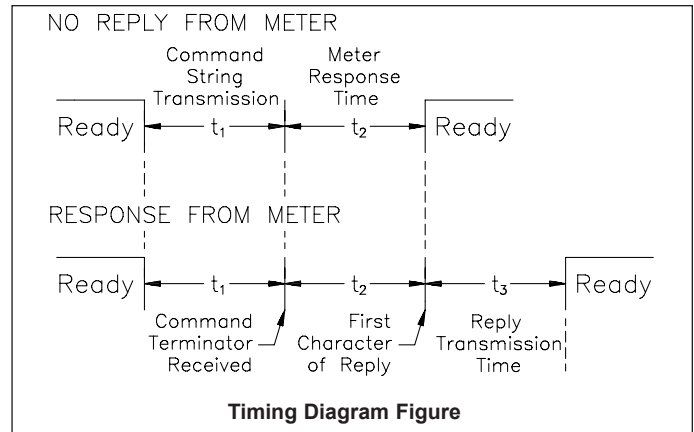 NO REPLY FROM METER
Command
String
Transmission
Meter
Response
Time
Ready t₁ t₂ Ready
RESPONSE FROM METER
Ready t₁ t₂ t₃ Ready
Command
Terminator
Received
First
Character
of Reply
Reply
Transmission
Time
Timing Diagram Figure